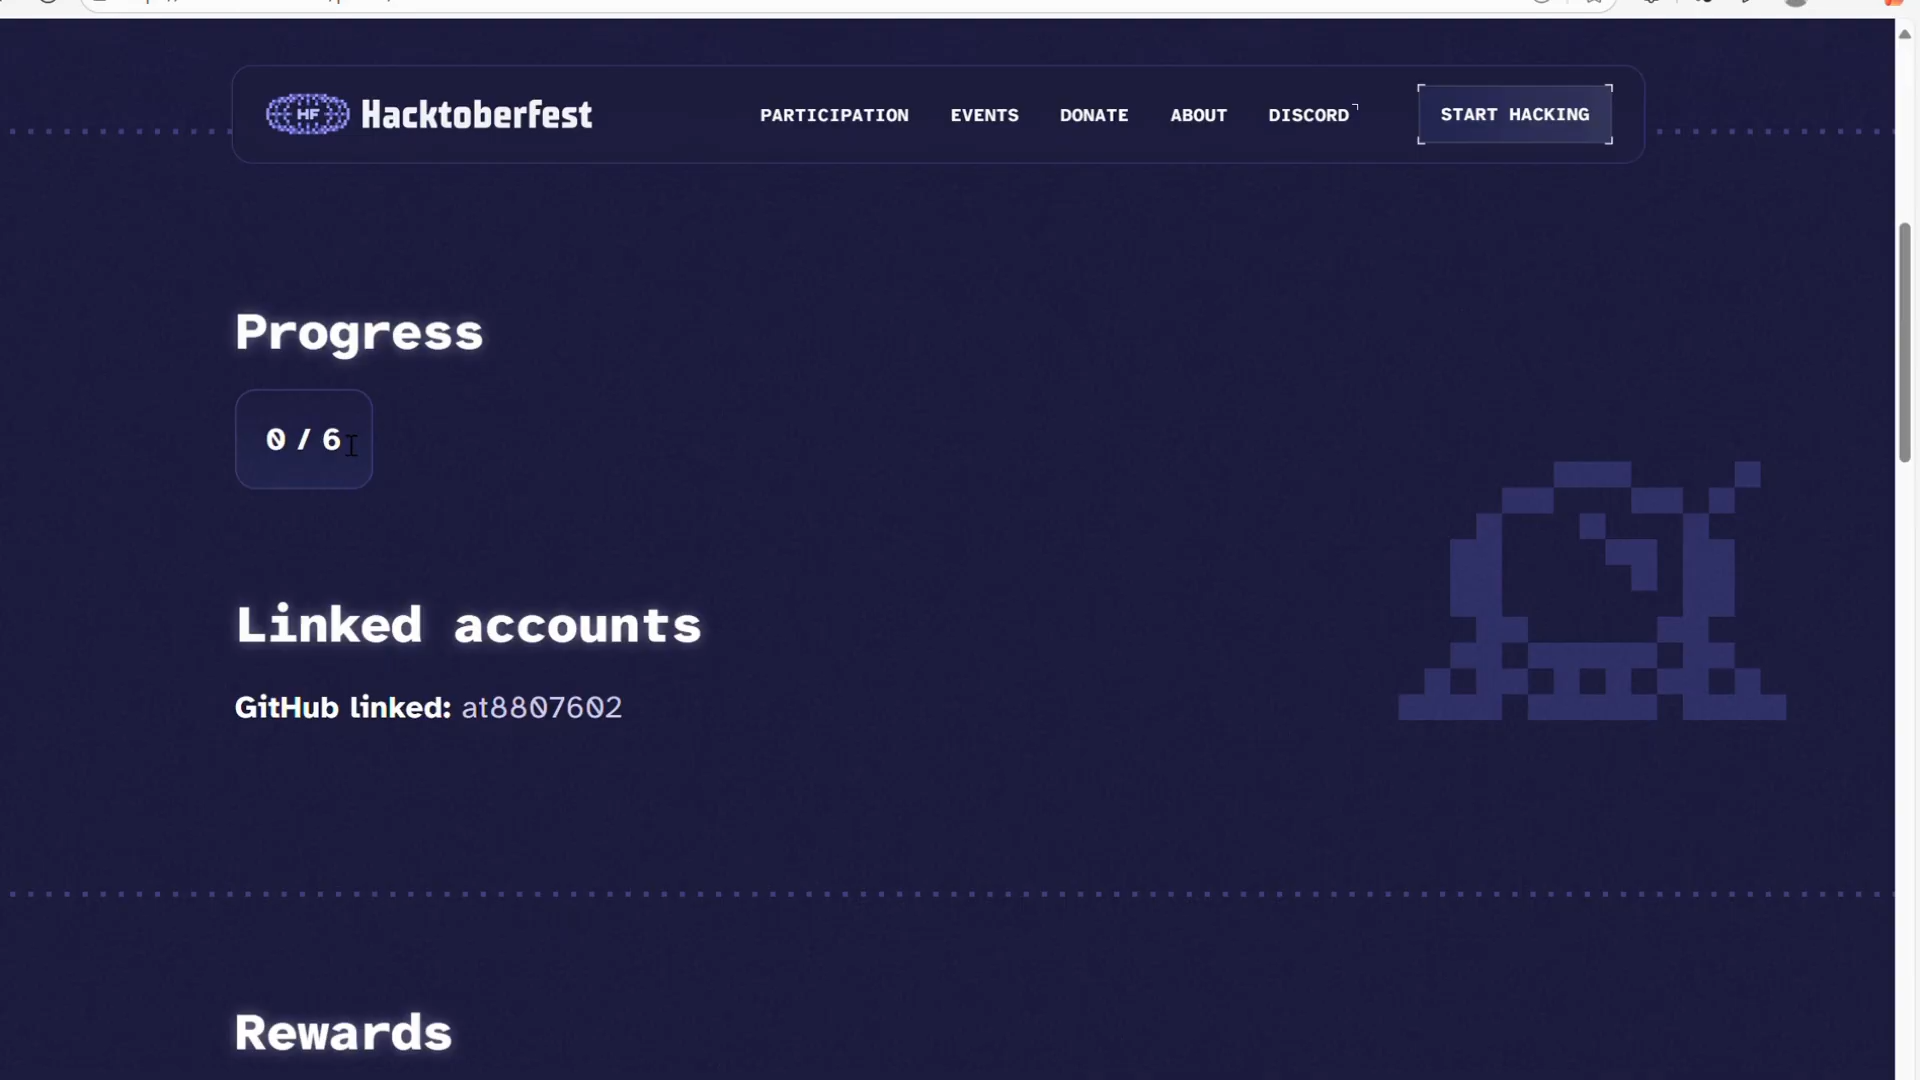 HF Hacktoberfest
PARTICIPATION EVENTS DONATE ABOUT DISCORD START HACKING
Progress
0 / 6
Linked accounts
GitHub linked: at8807602
Rewards